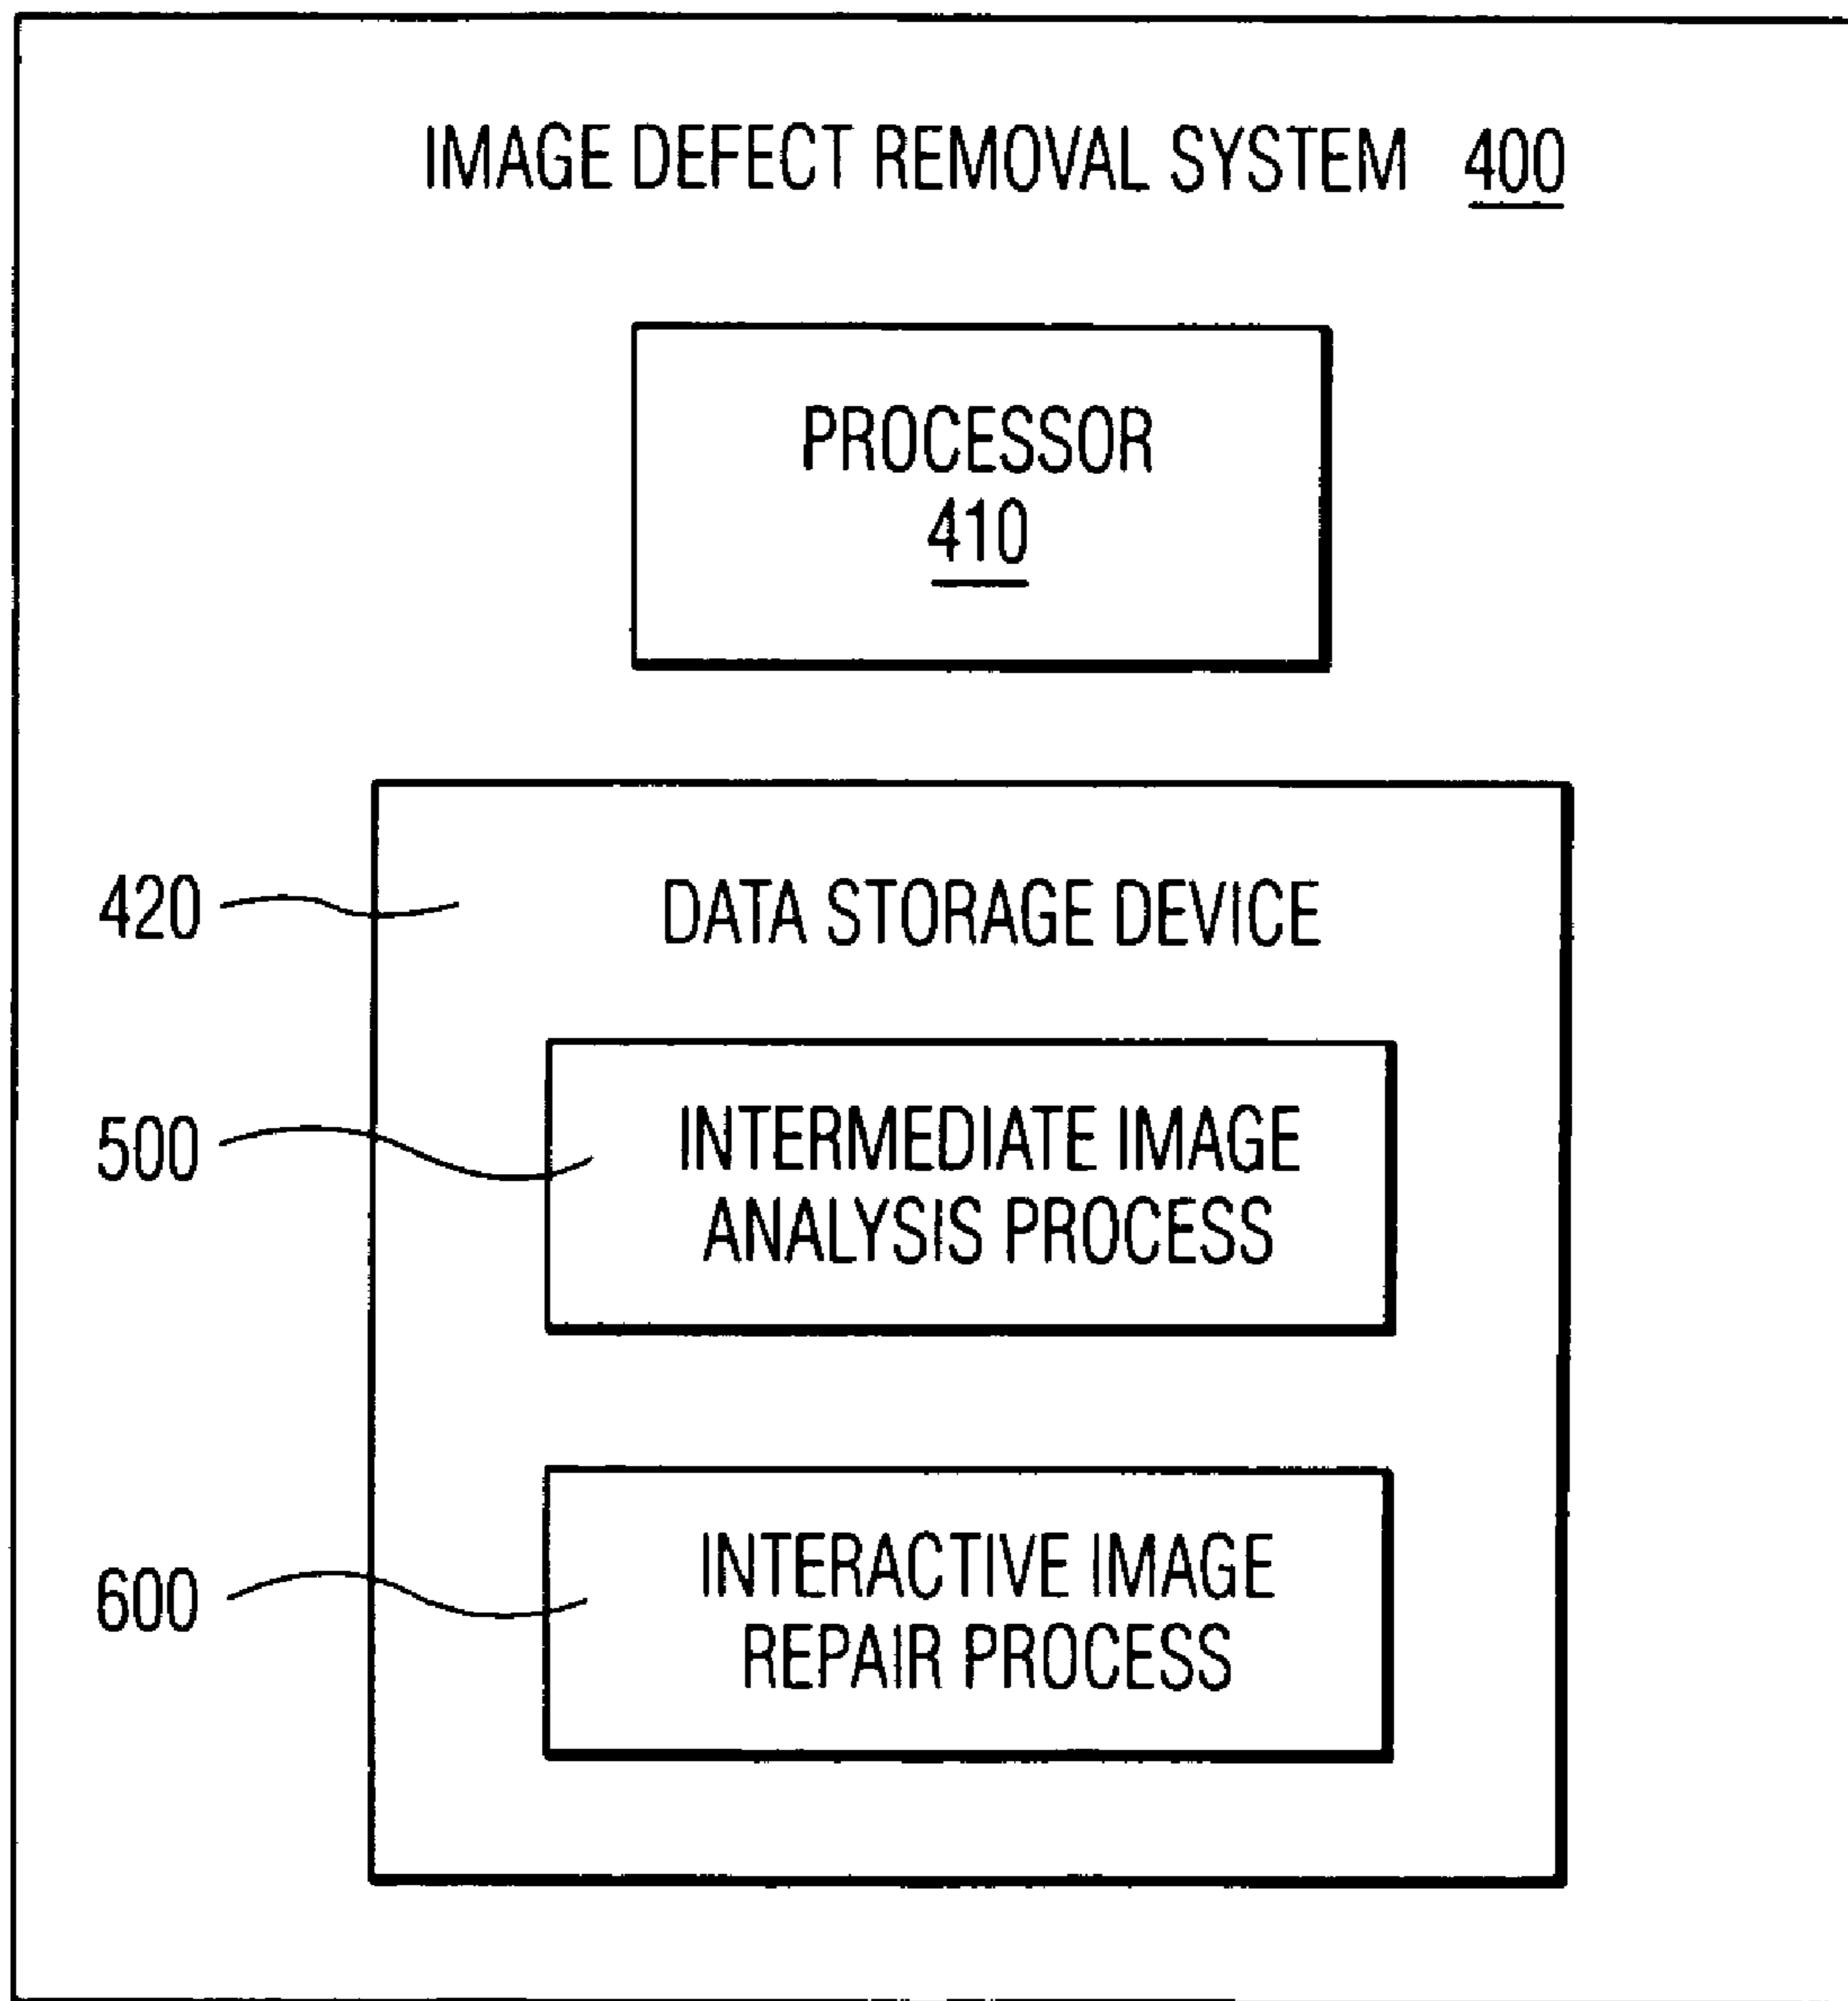 IMAGE DEFECT REMOVAL SYSTEM 400
PROCESSOR
410
420
DATA STORAGE DEVICE
500
INTERMEDIATE IMAGE
ANALYSIS PROCESS
600
INTERACTIVE IMAGE
REPAIR PROCESS